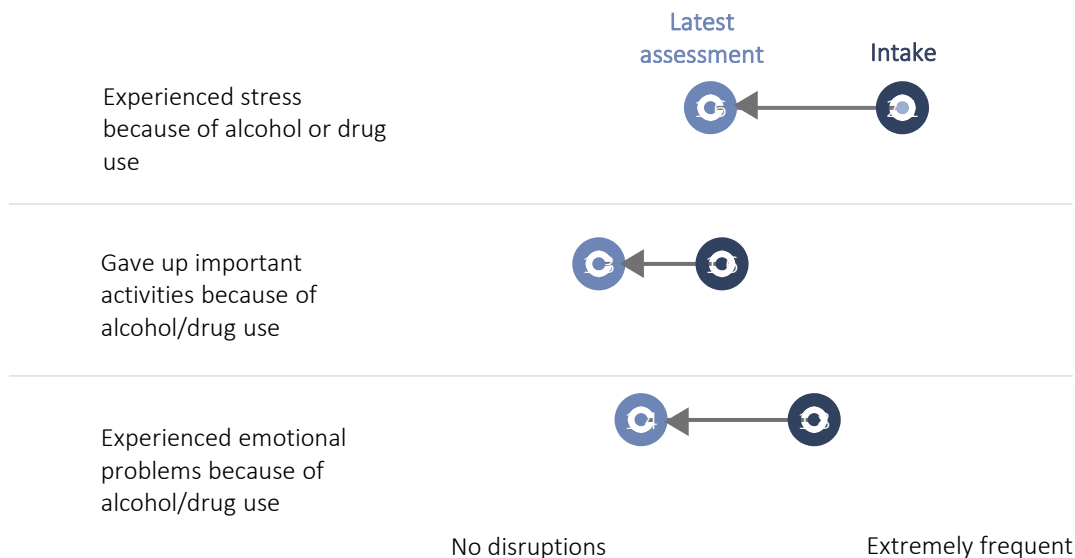 Latest
assessment
Intake
Experienced stress
because of alcohol or drug
use
Gave up important
activities because of
alcohol/drug use
Experienced emotional
problems because of
alcohol/drug use
No disruptions
Extremely frequent